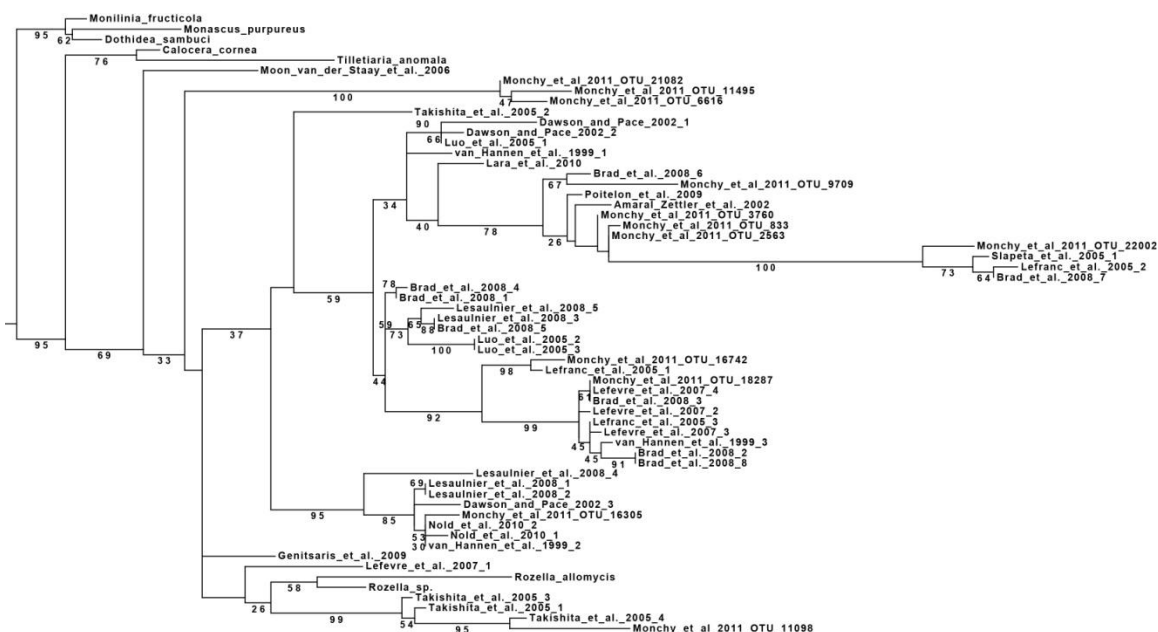 Monilinia_fructicola
95
Monascus_purpureus
62
Dothidea_sambuci
Calocera_cornea
76
Tilletiaria_anomala
Moon_van_der_Staay_et_al._2006
Monchy_et_al_2011_OTU_21082
Monchy_et_al_2011_OTU_11495
100
47
Monchy_et_al_2011_OTU_6616
Takishita_et_al._2005_2
90
Dawson_and_Pace_2002_1
Dawson_and_Pace_2002_2
66
Luo_et_al._2005_1
van_Hannen_et_al._1999_1
Lara_et_al._2010
Brad_et_al._2008_6
67
Monchy_et_al_2011_OTU_9709
Poitelon_et_al._2009
34
Amaral_Zettler_et_al._2002
Monchy_et_al_2011_OTU_3760
40
Monchy_et_al_2011_OTU_833
78
26
Monchy_et_al_2011_OTU_2563
Monchy_et_al_2011_OTU_22002
Slapeta_et_al._2005_1
100
Lefranc_et_al._2005_2
73
64
Brad_et_al._2008_7
78
Brad_et_al._2008_4
59
Brad_et_al._2008_1
Lesaulnier_et_al._2008_5
Lesaulnier_et_al._2008_3
59
65
88
Brad_et_al._2008_5
37
73
Luo_et_al._2005_2
95
100
Luo_et_al._2005_3
69
33
Monchy_et_al_2011_OTU_16742
98
Lefranc_et_al._2005_1
44
Monchy_et_al_2011_OTU_18287
Lefevre_et_al._2007_4
61
Brad_et_al._2008_3
92
Lefevre_et_al._2007_2
Lefranc_et_al._2005_3
99
Lefevre_et_al._2007_3
45
van_Hannen_et_al._1999_3
45
Brad_et_al._2008_2
91
Brad_et_al._2008_8
Lesaulnier_et_al._2008_4
69
Lesaulnier_et_al._2008_1
Lesaulnier_et_al._2008_2
Dawson_and_Pace_2002_3
95
85
Monchy_et_al_2011_OTU_16305
Nold_et_al._2010_2
53
Nold_et_al._2010_1
30
van_Hannen_et_al._1999_2
Genitsaris_et_al._2009
Lefevre_et_al._2007_1
Rozella_allomycis
58
Rozella_sp.
26
Takishita_et_al._2005_3
Takishita_et_al._2005_1
99
Takishita_et_al._2005_4
54
95
Monchy_et_al_2011_OTU_11098